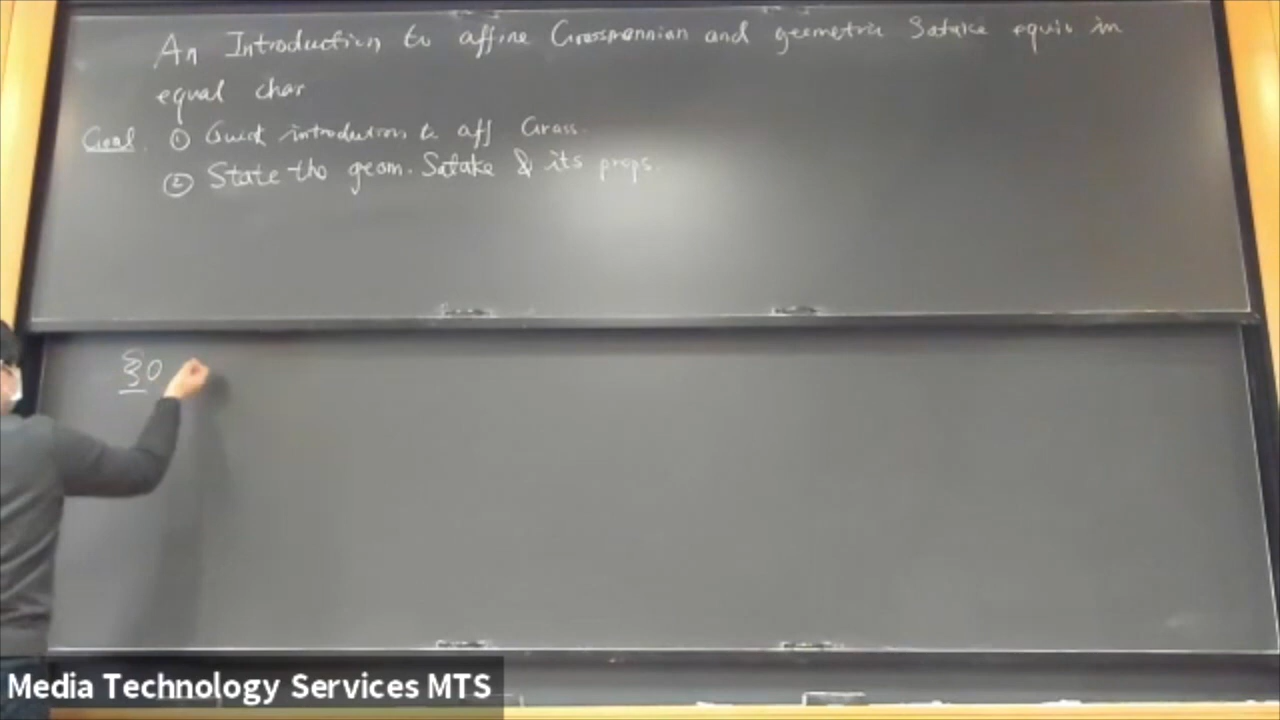 An Introduction to affine Grassmannian and geometric Satake equiv in
equal char
Goal. ① Quick introduction to aff Grass.
② State the geom. Satake & its props.
§0
Media Technology Services MTS